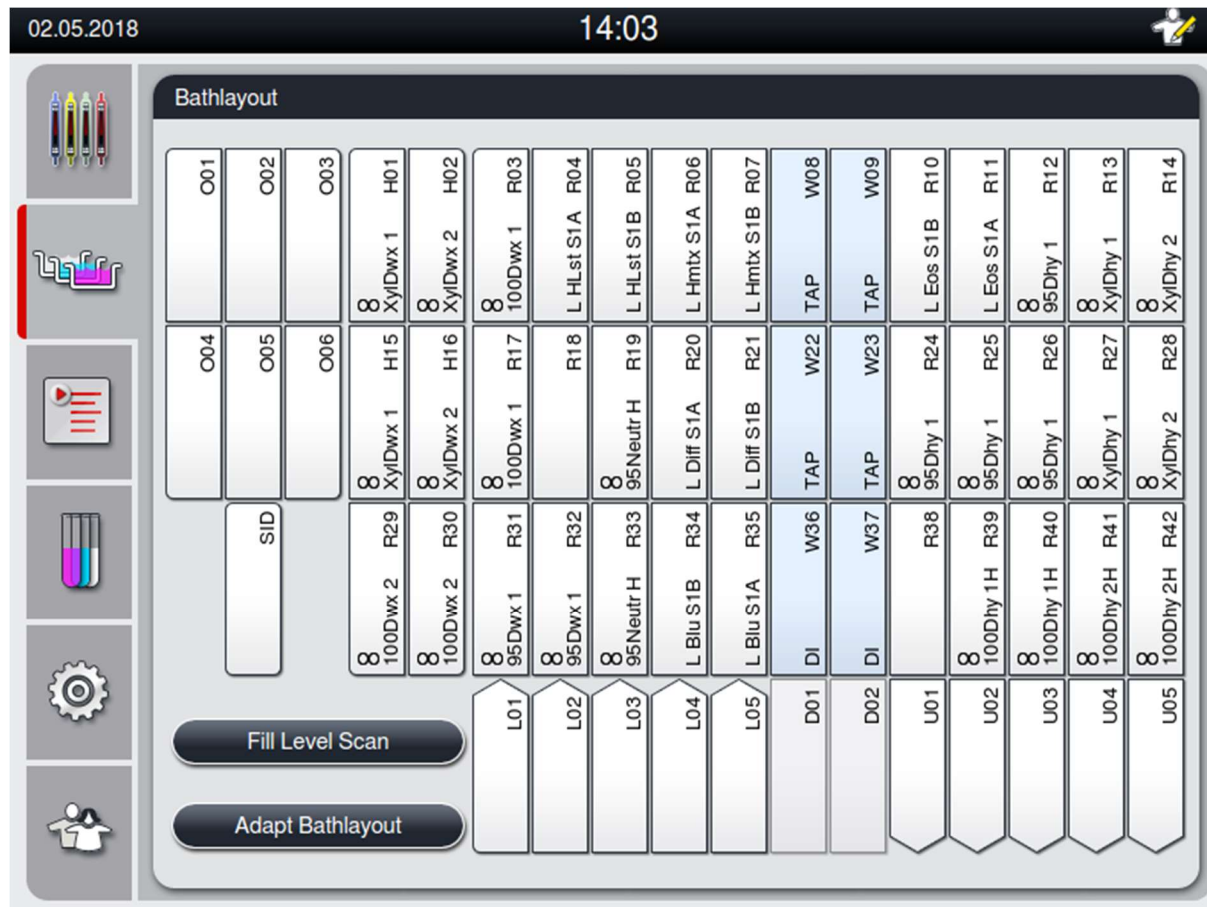 02.05.2018
14:03
Bathlayout
O01
O02
O03
H01
∞ XylDwx 1
H02
∞ XylDwx 2
R03
∞ 100Dwx 1
R04
L HLst S1A
R05
L HLst S1B
R06
L Hmtx S1A
R07
L Hmtx S1B
W08
TAP
W09
TAP
R10
L Eos S1B
R11
L Eos S1A
R12
∞ 95Dhy 1
R13
∞ XylDhy 1
R14
∞ XylDhy 2
O04
O05
O06
H15
∞ XylDwx 1
H16
∞ XylDwx 2
R17
∞ 100Dwx 1
R18
R19
∞ 95Neutr H
R20
L Diff S1A
R21
L Diff S1B
W22
TAP
W23
TAP
R24
∞ 95Dhy 1
R25
∞ 95Dhy 1
R26
∞ 95Dhy 1
R27
∞ XylDhy 1
R28
∞ XylDhy 2
SID
R29
∞ 100Dwx 2
R30
∞ 100Dwx 2
R31
∞ 95Dwx 1
R32
∞ 95Dwx 1
R33
∞ 95Neutr H
R34
L Blu S1B
R35
L Blu S1A
W36
DI
W37
DI
R38
R39
∞ 100Dhy 1H
R40
∞ 100Dhy 1H
R41
∞ 100Dhy 2H
R42
∞ 100Dhy 2H
L01
L02
L03
L04
L05
D01
D02
U01
U02
U03
U04
U05
Fill Level Scan
Adapt Bathlayout